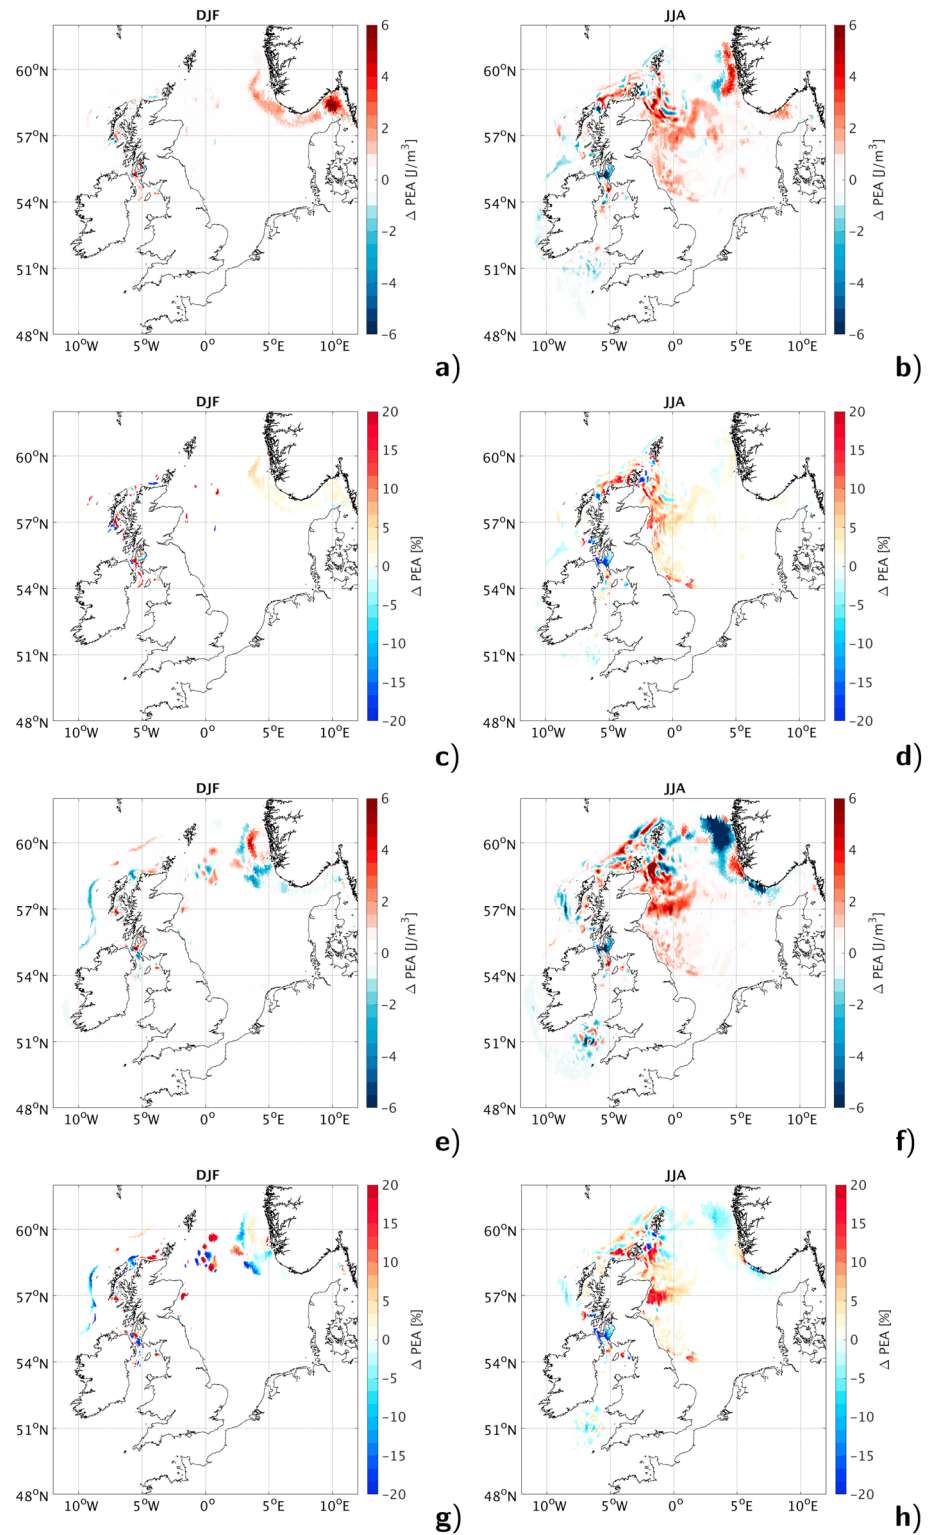 DJF
60°N
57°N
54°N
51°N
48°N
10°W 5°W 0° 5°E 10°E
6
4
2
0
−2
−4
−6
Δ PEA [J/m³]
a)
JJA
60°N
57°N
54°N
51°N
48°N
10°W 5°W 0° 5°E 10°E
6
4
2
0
−2
−4
−6
Δ PEA [J/m³]
b)
DJF
60°N
57°N
54°N
51°N
48°N
10°W 5°W 0° 5°E 10°E
20
15
10
5
0
−5
−10
−15
−20
Δ PEA [%]
c)
JJA
60°N
57°N
54°N
51°N
48°N
10°W 5°W 0° 5°E 10°E
20
15
10
5
0
−5
−10
−15
−20
Δ PEA [%]
d)
DJF
60°N
57°N
54°N
51°N
48°N
10°W 5°W 0° 5°E 10°E
6
4
2
0
−2
−4
−6
Δ PEA [J/m³]
e)
JJA
60°N
57°N
54°N
51°N
48°N
10°W 5°W 0° 5°E 10°E
6
4
2
0
−2
−4
−6
Δ PEA [J/m³]
f)
DJF
60°N
57°N
54°N
51°N
48°N
10°W 5°W 0° 5°E 10°E
20
15
10
5
0
−5
−10
−15
−20
Δ PEA [%]
g)
JJA
60°N
57°N
54°N
51°N
48°N
10°W 5°W 0° 5°E 10°E
20
15
10
5
0
−5
−10
−15
−20
Δ PEA [%]
h)